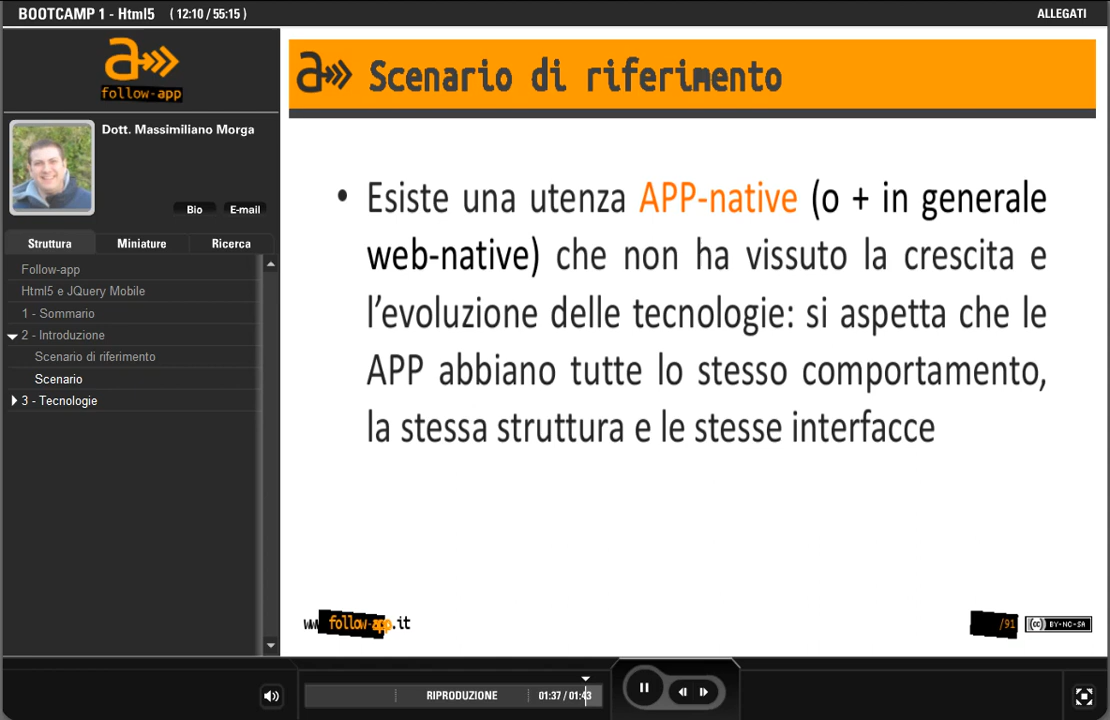 BOOTCAMP 1 - Html5 ( 12:10 / 55:15 )
ALLEGATI
a
follow-app
Dott. Massimiliano Morga
Bio
E-mail
Struttura
Miniature
Ricerca
Follow-app
Html5 e JQuery Mobile
1 - Sommario
2 - Introduzione
Scenario di riferimento
Scenario
3 - Tecnologie
a Scenario di riferimento
• Esiste una utenza APP-native (o + in generale
web-native) che non ha vissuto la crescita e
l’evoluzione delle tecnologie: si aspetta che le
APP abbiano tutte lo stesso comportamento,
la stessa struttura e le stesse interfacce
www.follow-app.it
/91
cc BY-NC-SA
RIPRODUZIONE
01:37 / 01:43